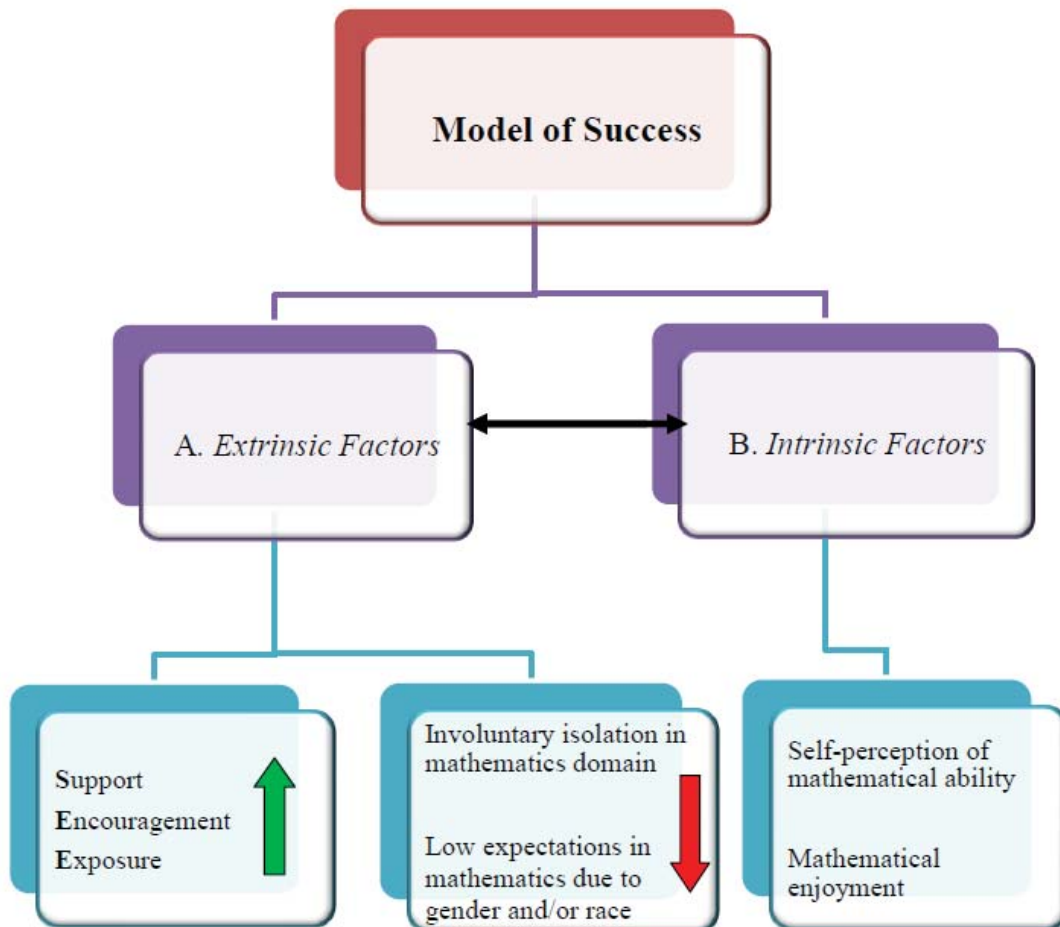 Model of Success
A. Extrinsic Factors
B. Intrinsic Factors
Support
Encouragement
Exposure
Involuntary isolation in
mathematics domain
Low expectations in
mathematics due to
gender and/or race
Self-perception of
mathematical ability
Mathematical
enjoyment